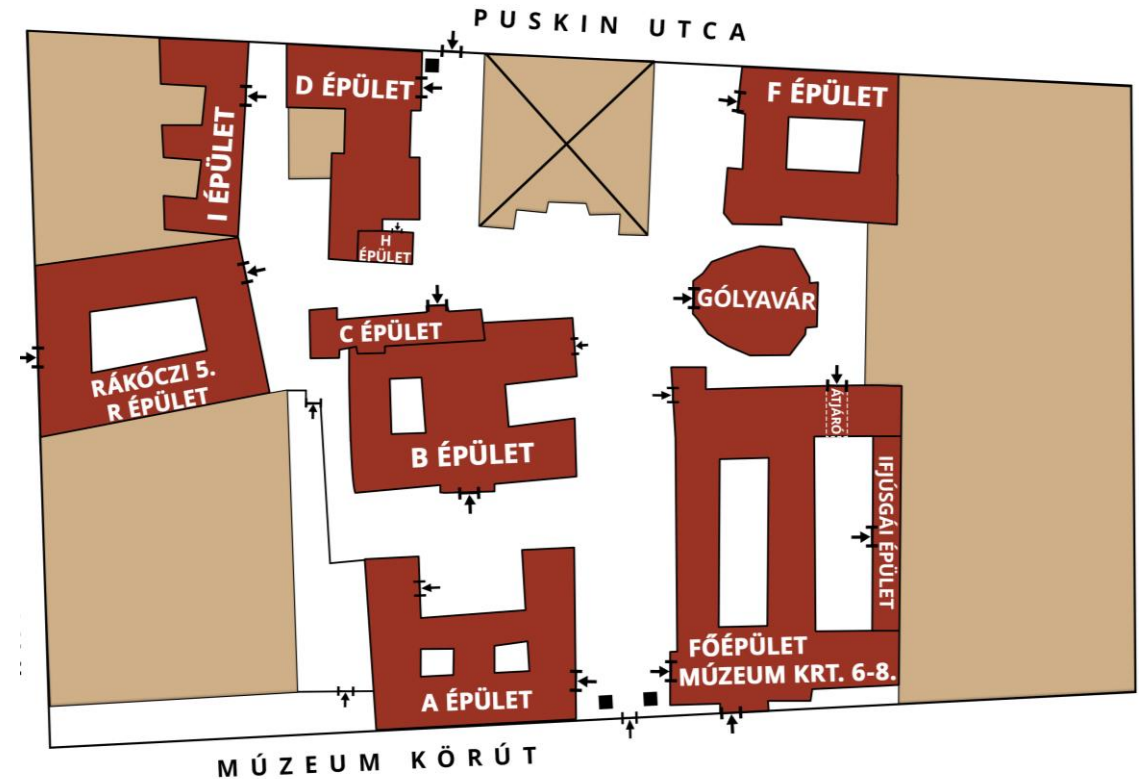 PUSKIN UTCA
D ÉPÜLET
F ÉPÜLET
I ÉPÜLET
H
ÉPÜLET
GÓLYAVÁR
C ÉPÜLET
RÁKÓCZI 5.
R ÉPÜLET
ÁTJÁRÓ
B ÉPÜLET
IFJÚSGÁI ÉPÜLET
FŐÉPÜLET
MÚZEUM KRT. 6-8.
A ÉPÜLET
MÚZEUM KÖRÚT